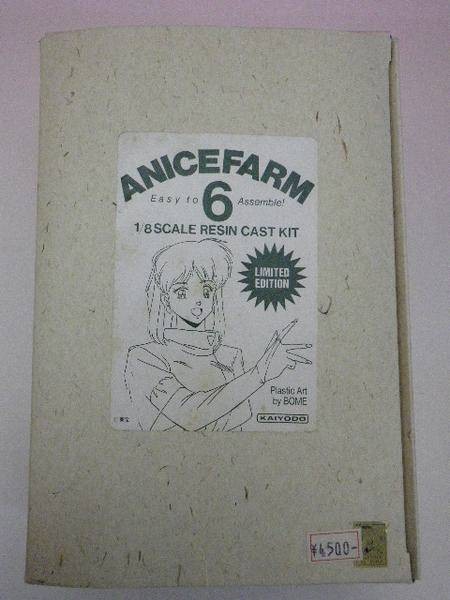 ANICEFARM
Easy to 6 Assemble!
1/8 SCALE RESIN CAST KIT
LIMITED
EDITION
Plastic Art
by BOME
KAIYODO
¥4500-